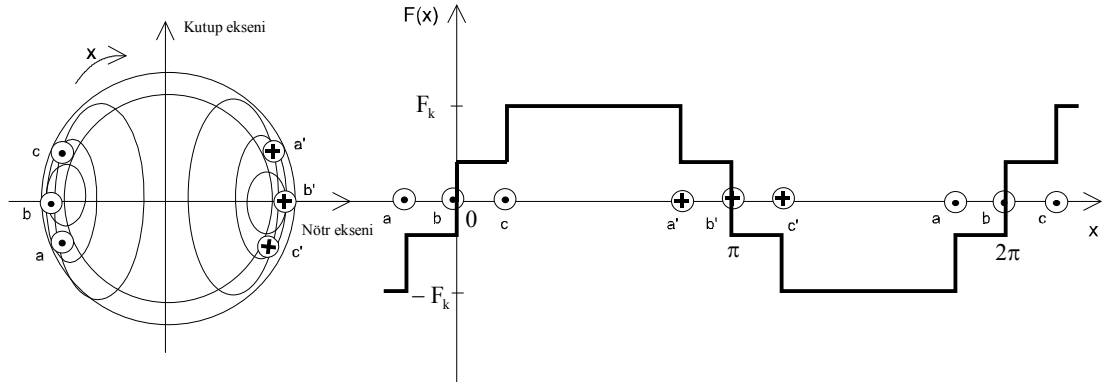 Kutup ekseni
x
c
b
a
a'
b'
c'
Nötr ekseni
F(x)
F_k
− F_k
a
b
0
c
a'
b'
π
c'
a
b
2π
c
x